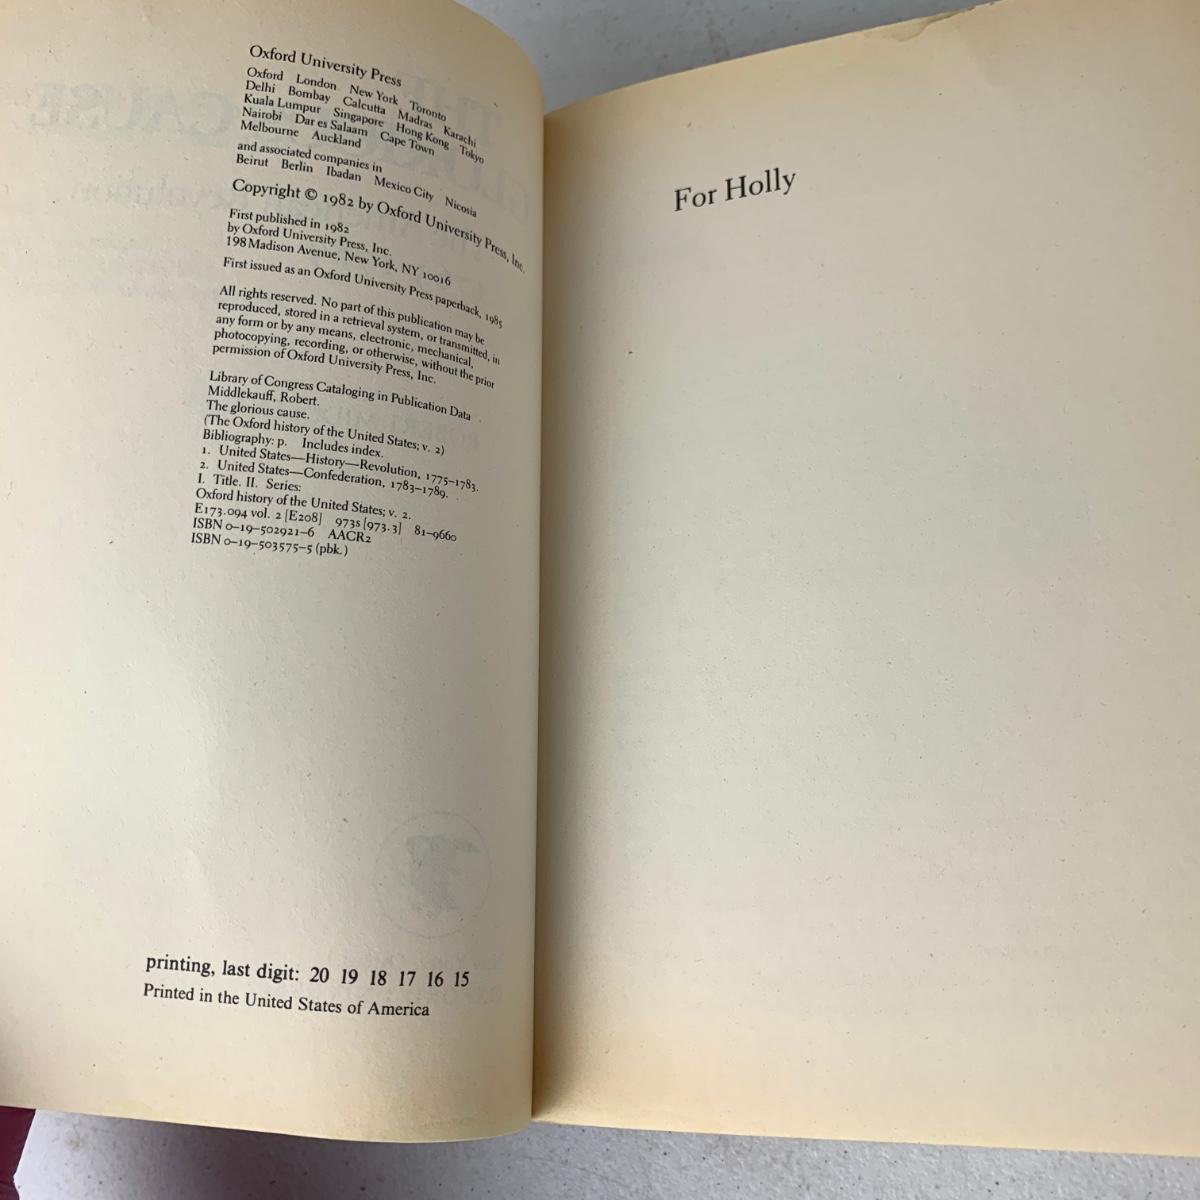 Oxford University Press
Oxford London New York Toronto
Delhi Bombay Calcutta Madras Karachi
Kuala Lumpur Singapore Hong Kong Tokyo
Nairobi Dar es Salaam Cape Town
Melbourne Auckland
and associated companies in
Beirut Berlin Ibadan Mexico City Nicosia
Copyright © 1982 by Oxford University Press, Inc.
First published in 1982
by Oxford University Press, Inc.
198 Madison Avenue, New York, NY 10016
First issued as an Oxford University Press paperback, 1985
All rights reserved. No part of this publication may be
reproduced, stored in a retrieval system, or transmitted, in
any form or by any means, electronic, mechanical,
photocopying, recording, or otherwise, without the prior
permission of Oxford University Press, Inc.
Library of Congress Cataloging in Publication Data
Middlekauff, Robert.
The glorious cause.
(The Oxford history of the United States; v. 2)
Bibliography: p. Includes index.
1. United States—History—Revolution, 1775–1783.
2. United States—Confederation, 1783–1789.
I. Title. II. Series:
Oxford history of the United States; v. 2.
E173.094 vol. 2 [E208] 973s [973.3] 81–9660
ISBN 0–19–502921–6 AACR2
ISBN 0–19–503575–5 (pbk.)
printing, last digit: 20 19 18 17 16 15
Printed in the United States of America
For Holly